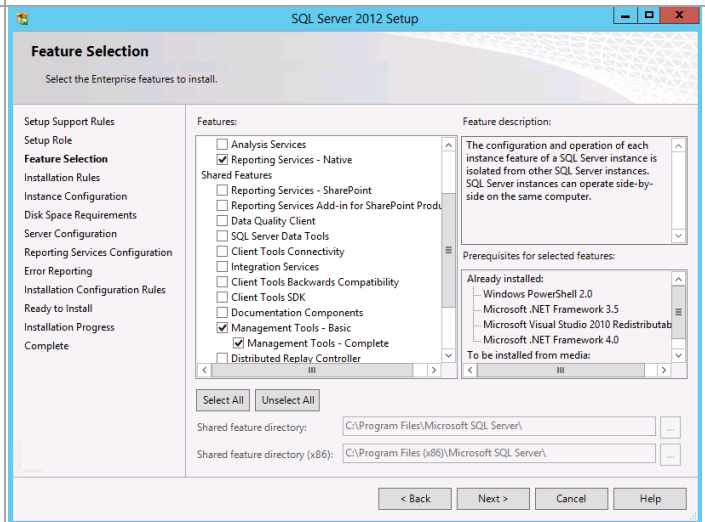 SQL Server 2012 Setup
Feature Selection
Select the Enterprise features to install.
Setup Support Rules
Setup Role
Feature Selection
Installation Rules
Instance Configuration
Disk Space Requirements
Server Configuration
Reporting Services Configuration
Error Reporting
Installation Configuration Rules
Ready to Install
Installation Progress
Complete
Features:
Analysis Services
Reporting Services - Native
Shared Features
Reporting Services - SharePoint
Reporting Services Add-in for SharePoint Produ
Data Quality Client
SQL Server Data Tools
Client Tools Connectivity
Integration Services
Client Tools Backwards Compatibility
Client Tools SDK
Documentation Components
Management Tools - Basic
Management Tools - Complete
Distributed Replay Controller
Feature description:
The configuration and operation of each
instance feature of a SQL Server instance is
isolated from other SQL Server instances.
SQL Server instances can operate side-by-
side on the same computer.
Prerequisites for selected features:
Already installed:
Windows PowerShell 2.0
Microsoft .NET Framework 3.5
Microsoft Visual Studio 2010 Redistributab
Microsoft .NET Framework 4.0
To be installed from media:
Select All
Unselect All
Shared feature directory:
C:\Program Files\Microsoft SQL Server\
...
Shared feature directory (x86):
C:\Program Files (x86)\Microsoft SQL Server\
...
< Back
Next >
Cancel
Help